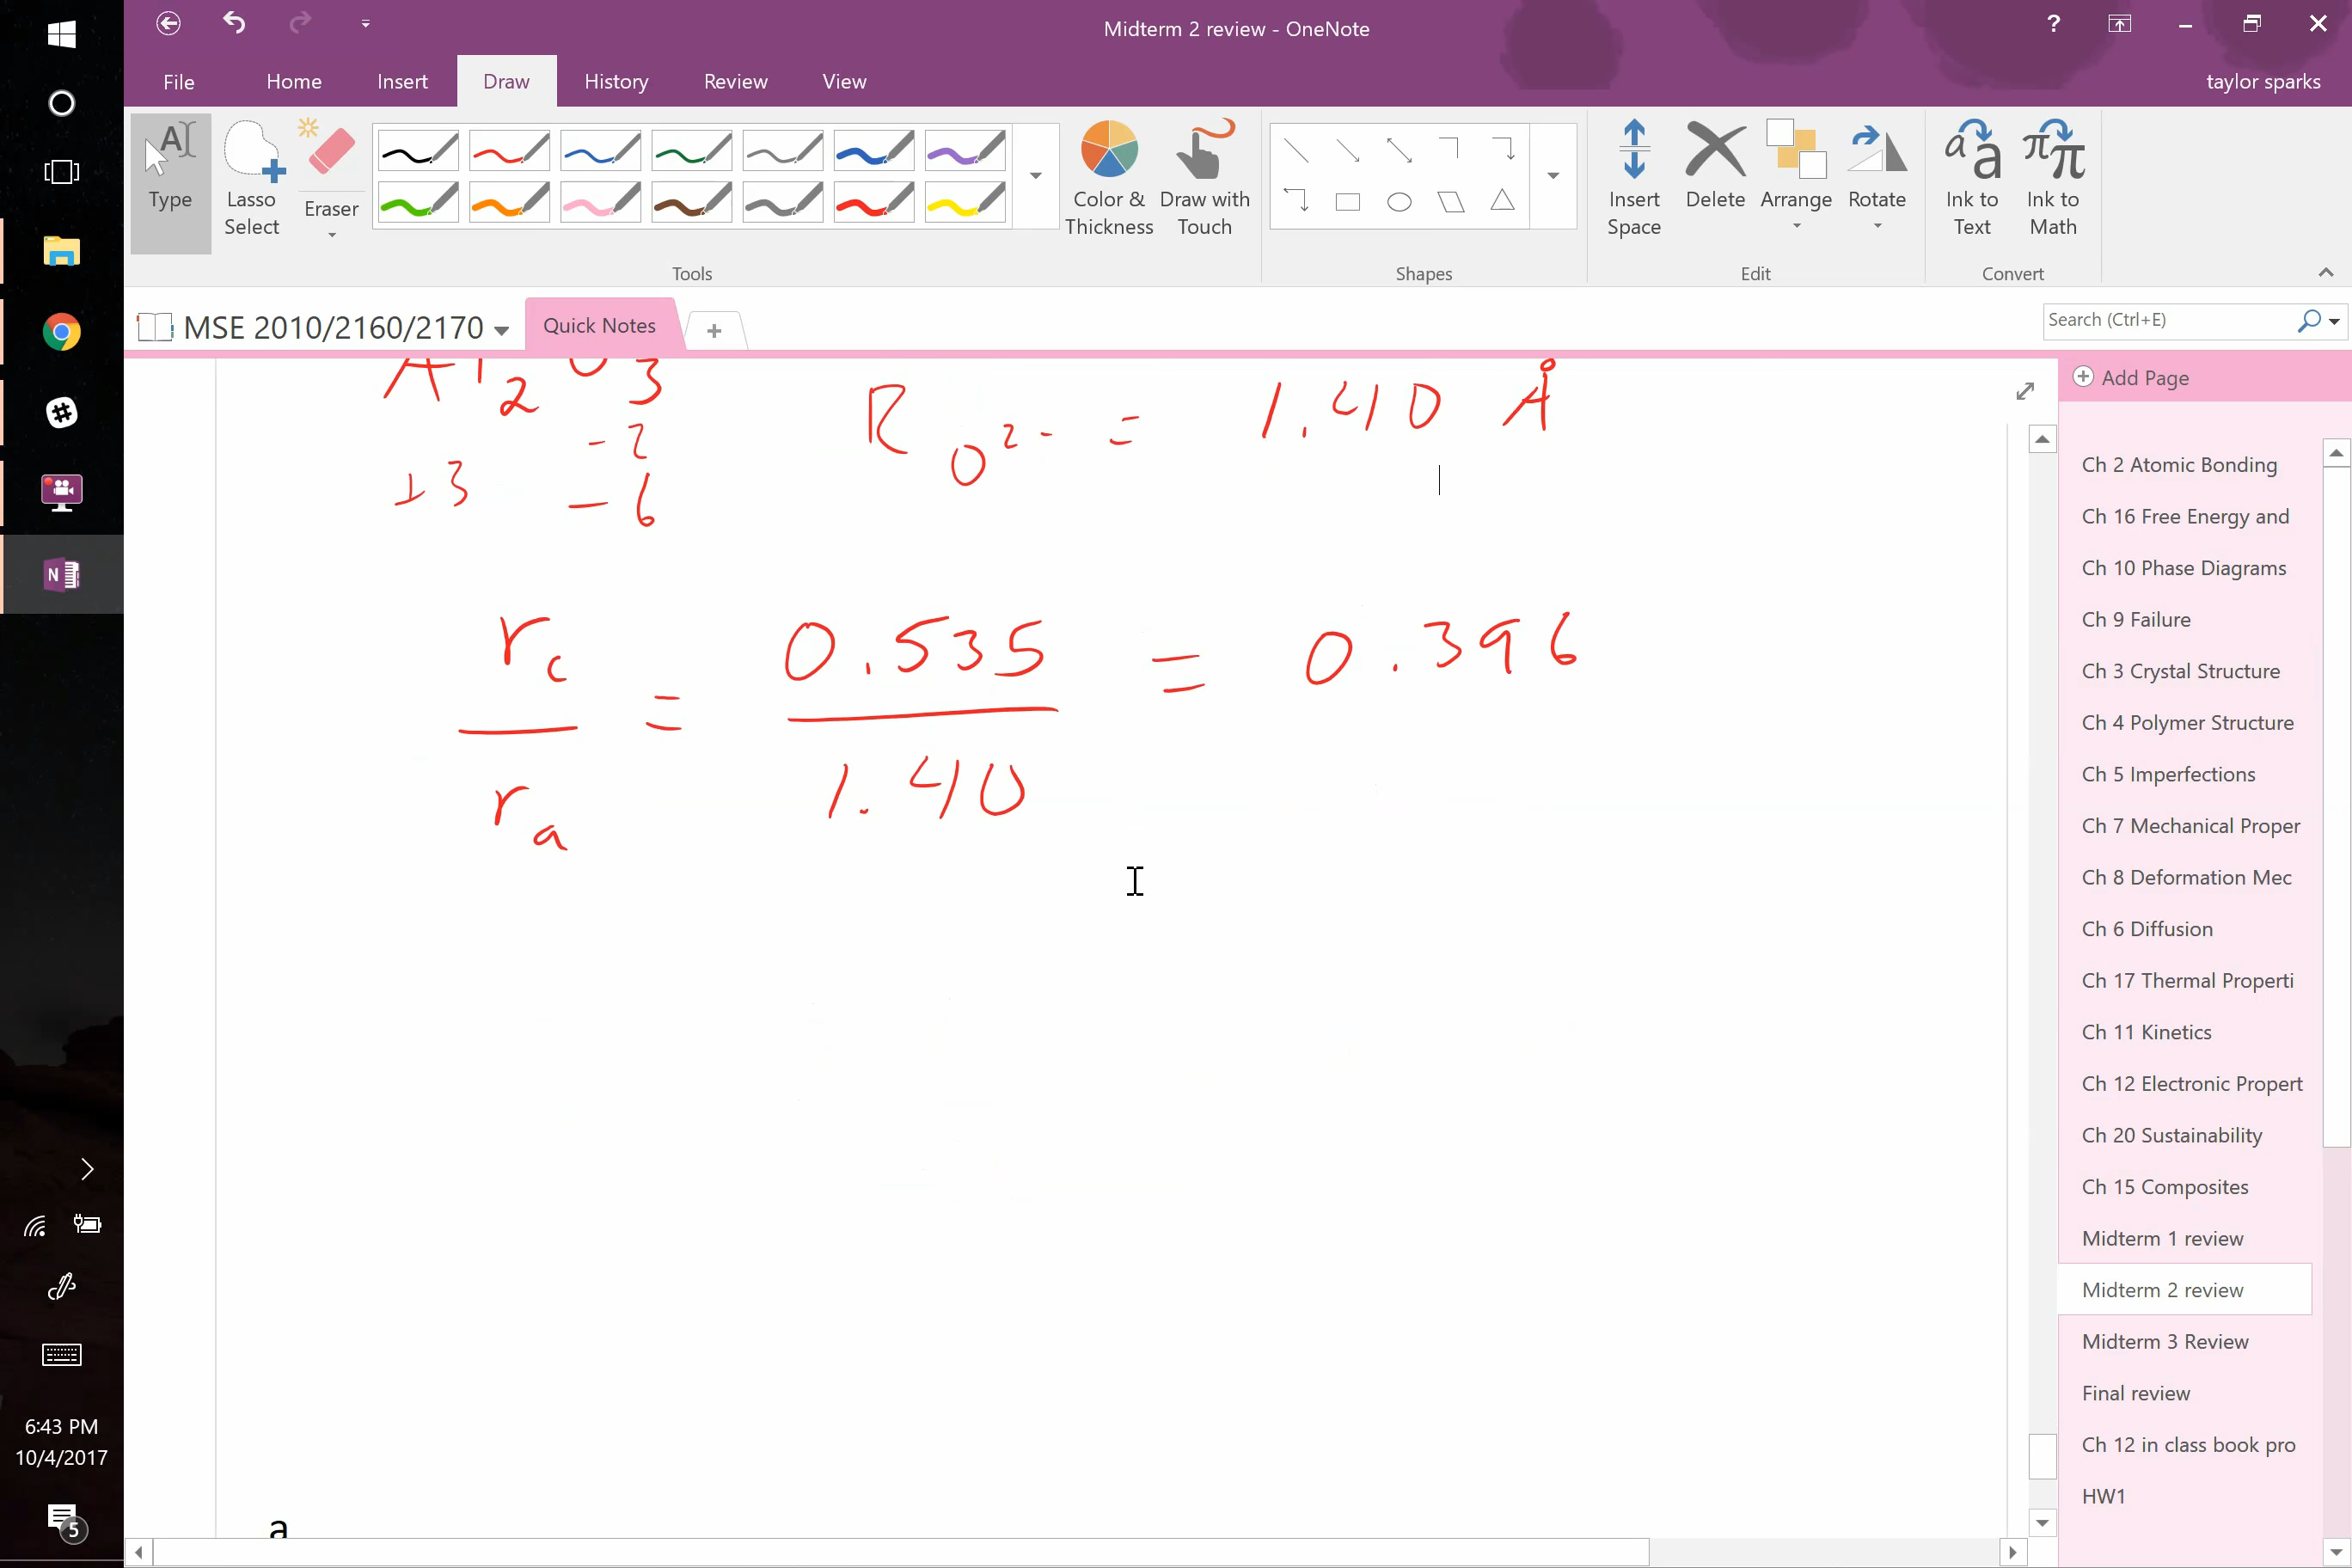 Midterm 2 review - OneNote
?
File Home Insert Draw History Review View
taylor sparks
Type
Lasso Select
Eraser
Color & Thickness
Draw with Touch
Insert Space
Delete
Arrange
Rotate
Ink to Text
Ink to Math
Tools
Shapes
Edit
Convert
MSE 2010/2160/2170
Quick Notes
+
Search (Ctrl+E)
Al2O3
-2
+3 -6
R O2- = 1.40 Å
rc/ra = 0.535/1.40 = 0.396
a
Add Page
Ch 2 Atomic Bonding
Ch 16 Free Energy and
Ch 10 Phase Diagrams
Ch 9 Failure
Ch 3 Crystal Structure
Ch 4 Polymer Structure
Ch 5 Imperfections
Ch 7 Mechanical Proper
Ch 8 Deformation Mec
Ch 6 Diffusion
Ch 17 Thermal Properti
Ch 11 Kinetics
Ch 12 Electronic Propert
Ch 20 Sustainability
Ch 15 Composites
Midterm 1 review
Midterm 2 review
Midterm 3 Review
Final review
Ch 12 in class book pro
HW1
6:43 PM
10/4/2017
5